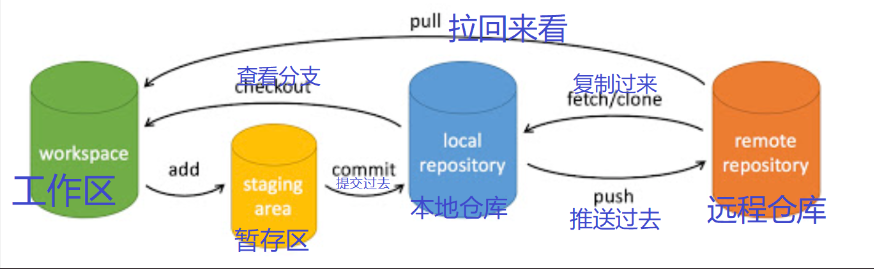 pull
拉回来看
查看分支
checkout
复制过来
fetch/clone
workspace
工作区
add
staging
area
暂存区
commit
提交过去
local
repository
本地仓库
push
推送过去
remote
repository
远程仓库